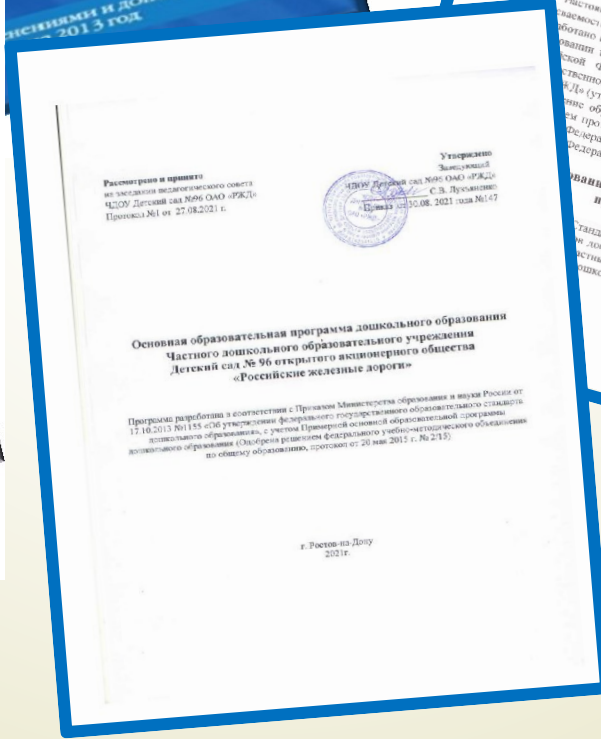 нениями и до
2013 год
Рассмотрено и принято
на заседании педагогического совета
ЧДОУ Детский сад №96 ОАО «РЖД»
Протокол №1 от 27.08.2021 г.
Утверждено
Заведующий
ЧДОУ Детский сад №96 ОАО «РЖД»
С.В. Лукьяненко
Приказ от 30.08. 2021 года №147
Основная образовательная программа дошкольного образования
Частного дошкольного образовательного учреждения
Детский сад № 96 открытого акционерного общества
«Российские железные дороги»
Программа разработана в соответствии с Приказом Министерства образования и науки России от
17.10.2013 №1155 «Об утверждении федерального государственного образовательного стандарта
дошкольного образования», с учетом Примерной основной образовательной программы
дошкольного образования (Одобрена решением федерального учебно-методического объединения
по общему образованию, протокол от 20 мая 2015 г. № 2/15)
г. Ростов-на-Дону
2021г.